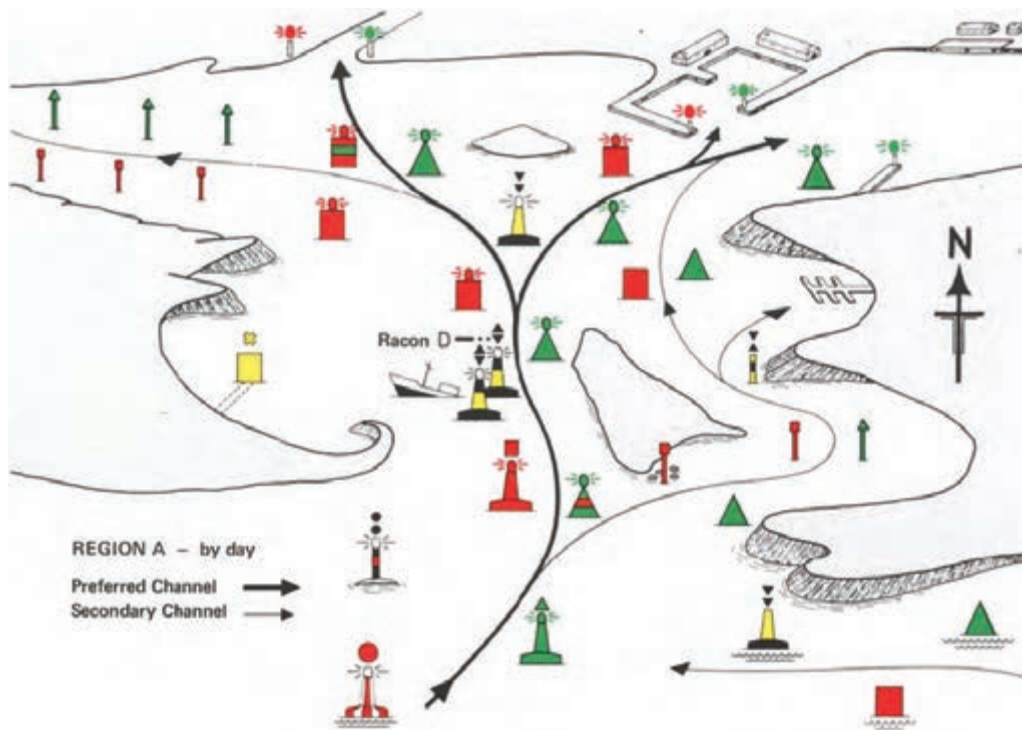 N
Racon D
REGION A – by day
Preferred Channel
Secondary Channel